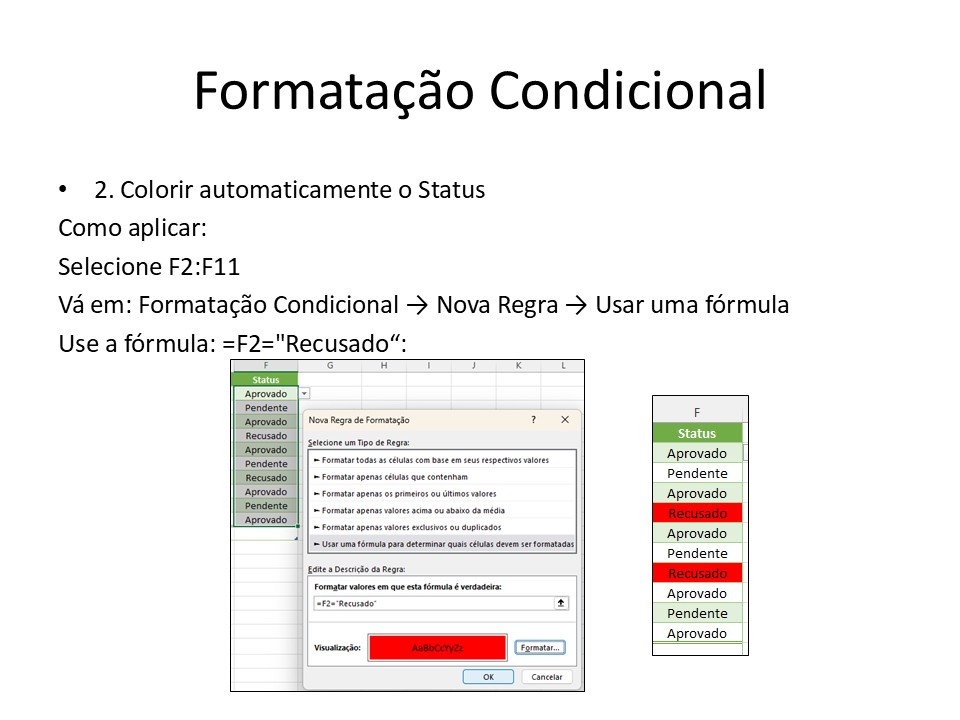 Formatação Condicional
• 2. Colorir automaticamente o Status
Como aplicar:
Selecione F2:F11
Vá em: Formatação Condicional → Nova Regra → Usar uma fórmula
Use a fórmula: =F2="Recusado“:
F G H I J K L
Status
Aprovado
Pendente
Aprovado
Recusado
Aprovado
Pendente
Recusado
Aprovado
Pendente
Aprovado
Nova Regra de Formatação ? ×
Selecione um Tipo de Regra:
► Formatar todas as células com base em seus respectivos valores
► Formatar apenas células que contenham
► Formatar apenas os primeiros ou últimos valores
► Formatar apenas valores acima ou abaixo da média
► Formatar apenas valores exclusivos ou duplicados
► Usar uma fórmula para determinar quais células devem ser formatadas
Edite a Descrição da Regra:
Formatar valores em que esta fórmula é verdadeira:
=F2="Recusado"
Visualização: AaBbCcYyZz Formatar...
OK Cancelar
F
Status
Aprovado
Pendente
Aprovado
Recusado
Aprovado
Pendente
Recusado
Aprovado
Pendente
Aprovado